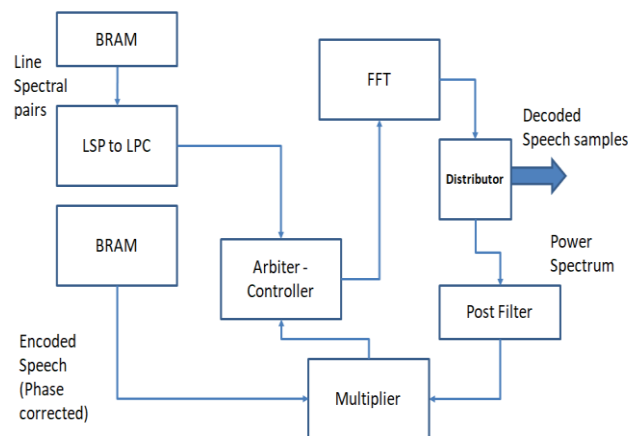 BRAM
Line
Spectral
pairs
LSP to LPC
BRAM
Encoded
Speech
(Phase
corrected)
Arbiter -
Controller
FFT
Distributor
Decoded
Speech samples
Power
Spectrum
Post Filter
Multiplier